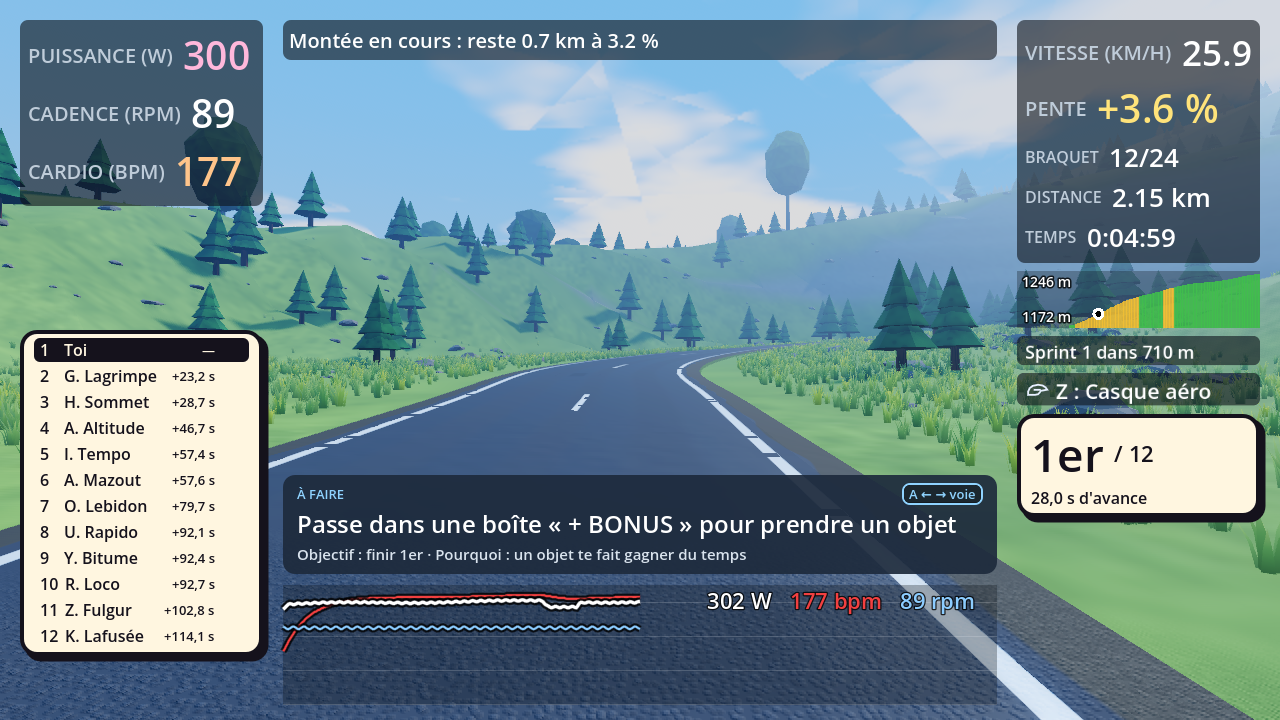 PUISSANCE (W) 300
CADENCE (RPM) 89
CARDIO (BPM) 177
Montée en cours : reste 0.7 km à 3.2 %
VITESSE (KM/H) 25.9
PENTE +3.6 %
BRAQUET 12/24
DISTANCE 2.15 km
TEMPS 0:04:59
1246 m
1172 m
Sprint 1 dans 710 m
Z : Casque aéro
1er / 12
28,0 s d'avance
1 Toi —
2 G. Lagrimpe +23,2 s
3 H. Sommet +28,7 s
4 A. Altitude +46,7 s
5 I. Tempo +57,4 s
6 A. Mazout +57,6 s
7 O. Lebidon +79,7 s
8 U. Rapido +92,1 s
9 Y. Bitume +92,4 s
10 R. Loco +92,7 s
11 Z. Fulgur +102,8 s
12 K. Lafusée +114,1 s
À FAIRE
A ← → voie
Passe dans une boîte « + BONUS » pour prendre un objet
Objectif : finir 1er · Pourquoi : un objet te fait gagner du temps
302 W 177 bpm 89 rpm